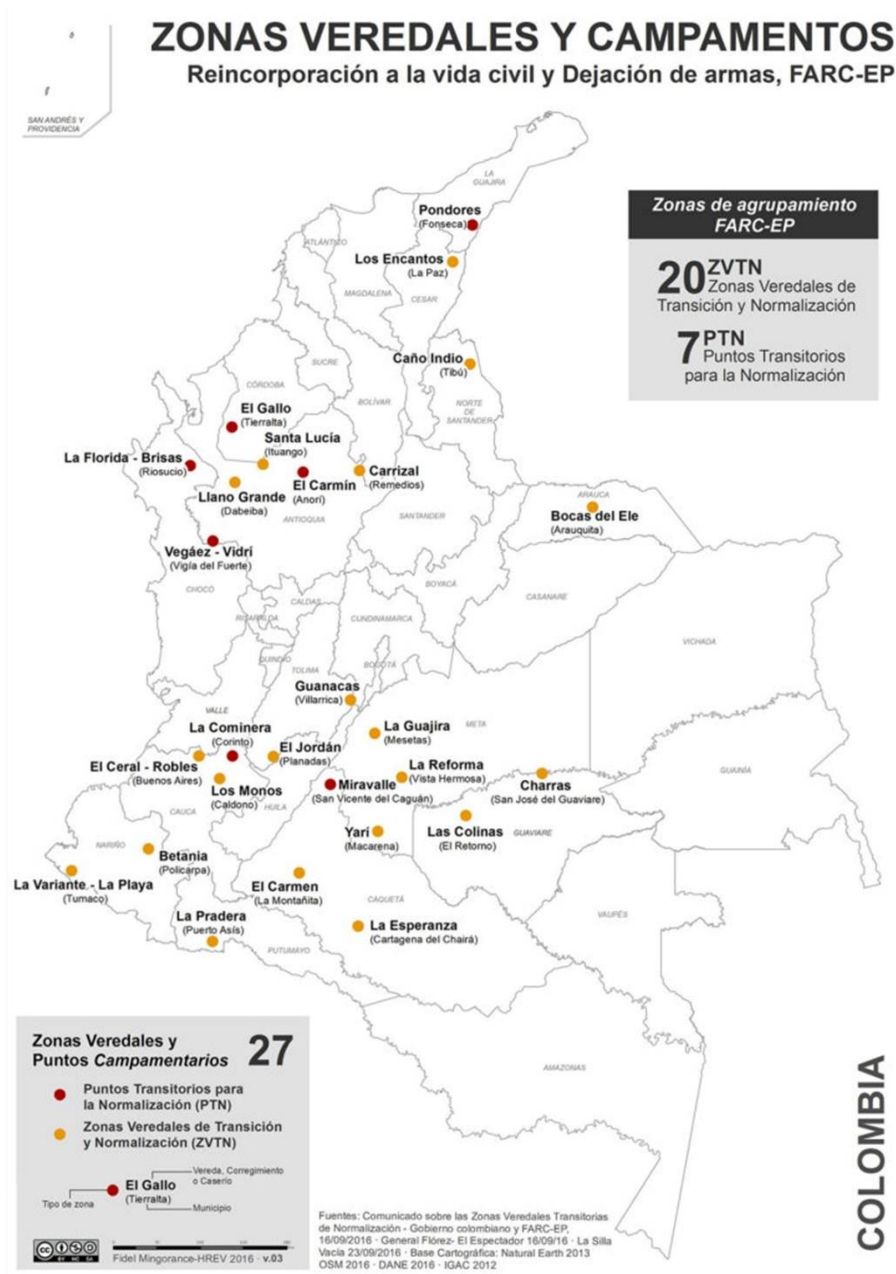 ZONAS VEREDALES Y CAMPAMENTOS
Reincorporación a la vida civil y Dejación de armas, FARC-EP
SAN ANDRÉS Y
PROVIDENCIA
LA
GUAJIRA
Pondores
(Fonseca)
Zonas de agrupamiento
FARC-EP
20 ZVTN
Zonas Veredales de
Transición y Normalización
7 PTN
Puntos Transitorios
para la Normalización
ATLÁNTICO
Los Encantos
(La Paz)
MAGDALENA
CESAR
SUCRE
Caño Indio
(Tibú)
CÓRDOBA
BOLÍVAR
NORTE
DE
SANTANDER
El Gallo
(Tierralta)
Santa Lucía
(Ituango)
La Florida - Brisas
(Riosucio)
El Carmín
(Anorí)
Carrizal
(Remedios)
Llano Grande
(Dabeiba)
ANTIOQUIA
SANTANDER
ARAUCA
Bocas del Ele
(Arauquita)
Vegáez - Vidrí
(Vigía del Fuerte)
CHOCÓ
BOYACÁ
CASANARE
CALDAS
RISARALDA
CUNDINAMARCA
VICHADA
QUINDIO
TOLIMA
BOGOTÁ
Guanacas
(Villarrica)
VALLE
La Guajira
(Mesetas)
META
La Cominera
(Corinto)
El Jordán
(Planadas)
El Ceral - Robles
(Buenos Aires)
La Reforma
(Vista Hermosa)
GUAINÍA
Los Monos
(Caldono)
Miravalle
(San Vicente del Caguán)
Charras
(San José del Guaviare)
CAUCA
HUILA
Yarí
(Macarena)
Las Colinas
(El Retorno)
GUAVIARE
NARIÑO
Betania
(Policarpa)
La Variante - La Playa
(Tumaco)
El Carmen
(La Montañita)
CAQUETÁ
VAUPÉS
La Pradera
(Puerto Asís)
La Esperanza
(Cartagena del Chairá)
PUTUMAYO
AMAZONAS
Zonas Veredales y
Puntos Campamentarios 27
Puntos Transitorios para
la Normalización (PTN)
Zonas Veredales de Transición
y Normalización (ZVTN)
Vereda, Corregimiento
o Caserío
El Gallo
(Tierralta)
Tipo de zona
Municipio
Fidel Mingorance-HREV 2016 · v.03
Fuentes: Comunicado sobre las Zonas Veredales Transitorias
de Normalización - Gobierno colombiano y FARC-EP,
16/09/2016 · General Flórez- El Espectador 16/09/16 · La Silla
Vacía 23/09/2016 · Base Cartográfica: Natural Earth 2013
OSM 2016 · DANE 2016 · IGAC 2012
COLOMBIA